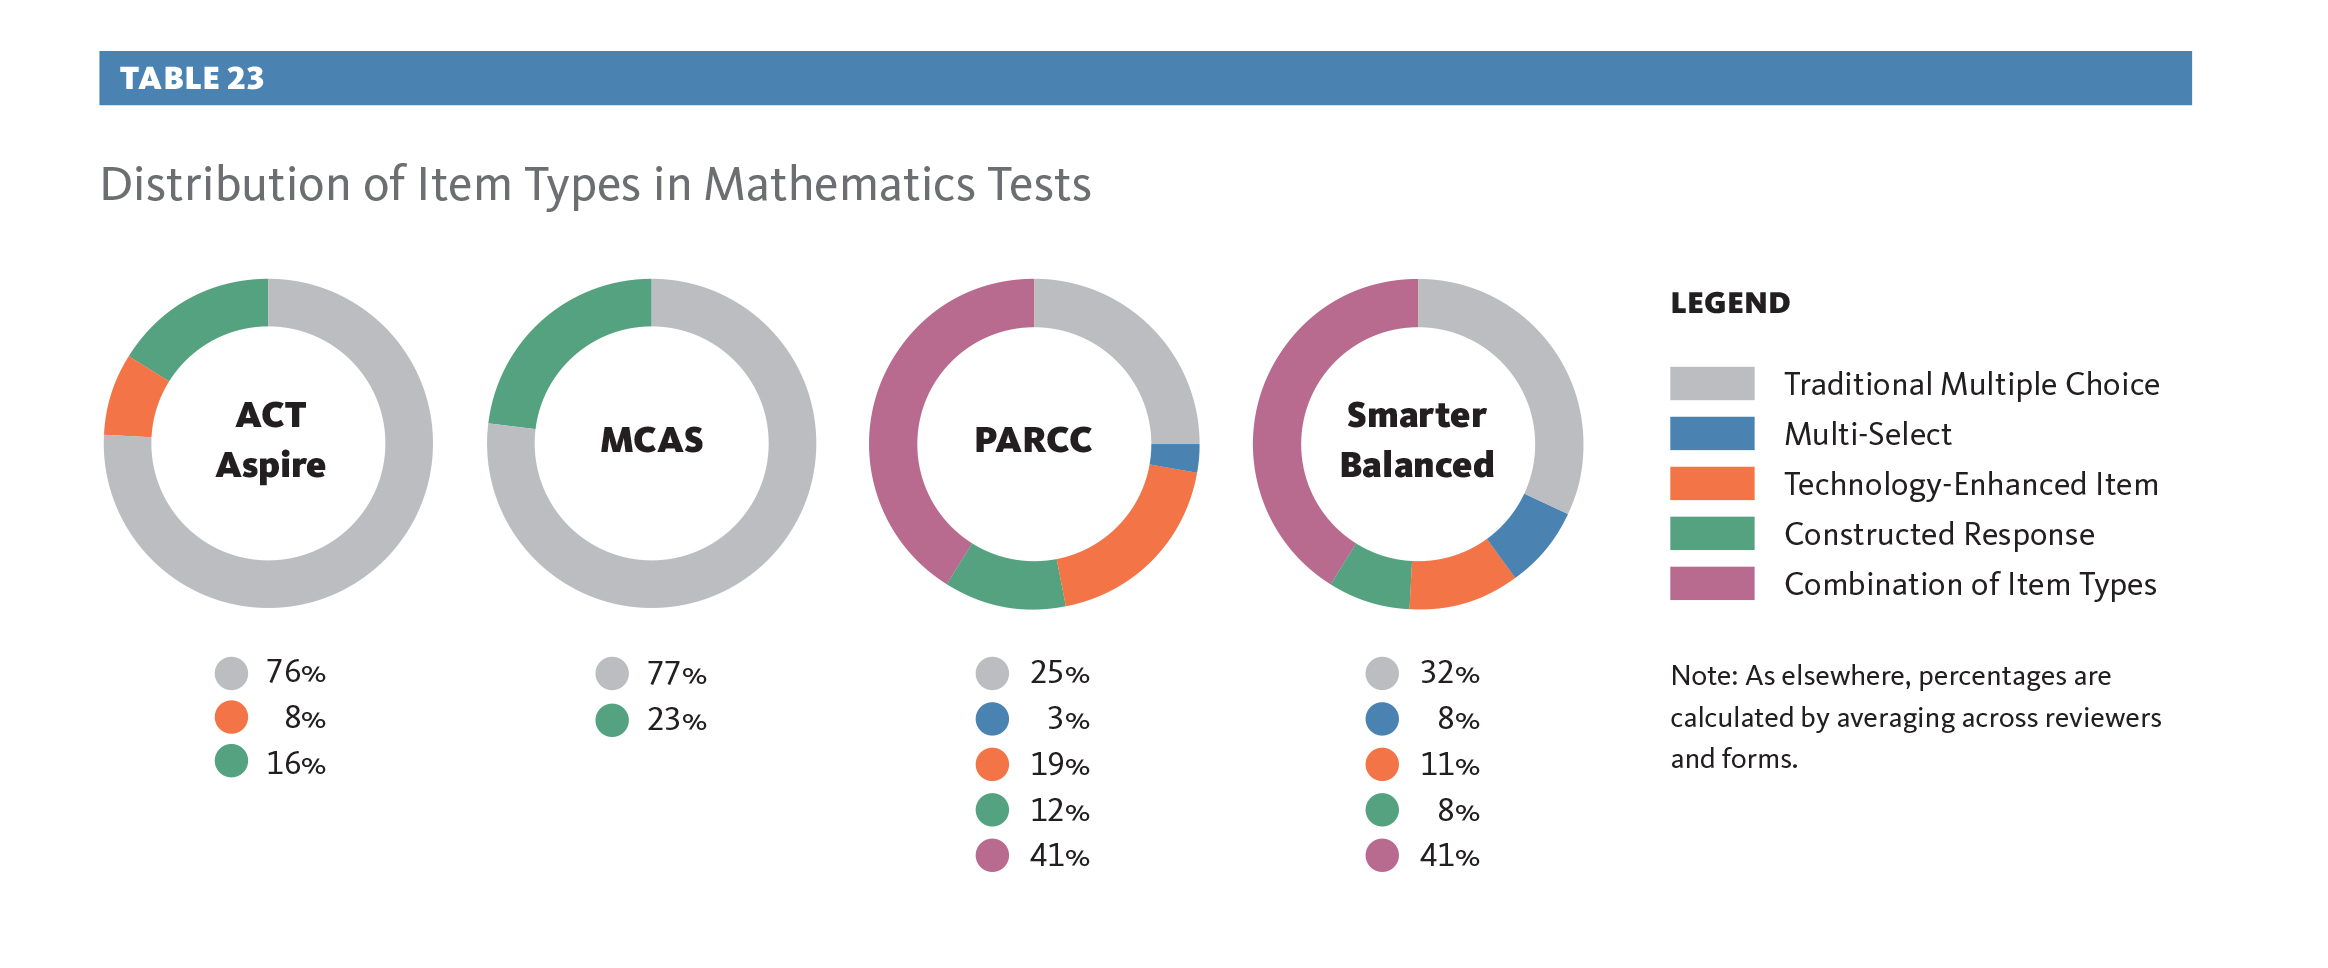 TABLE 23
Distribution of Item Types in Mathematics Tests
ACT
Aspire
76%
8%
16%
MCAS
77%
23%
PARCC
25%
3%
19%
12%
41%
Smarter
Balanced
32%
8%
11%
8%
41%
LEGEND
Traditional Multiple Choice
Multi-Select
Technology-Enhanced Item
Constructed Response
Combination of Item Types
Note: As elsewhere, percentages are
calculated by averaging across reviewers
and forms.